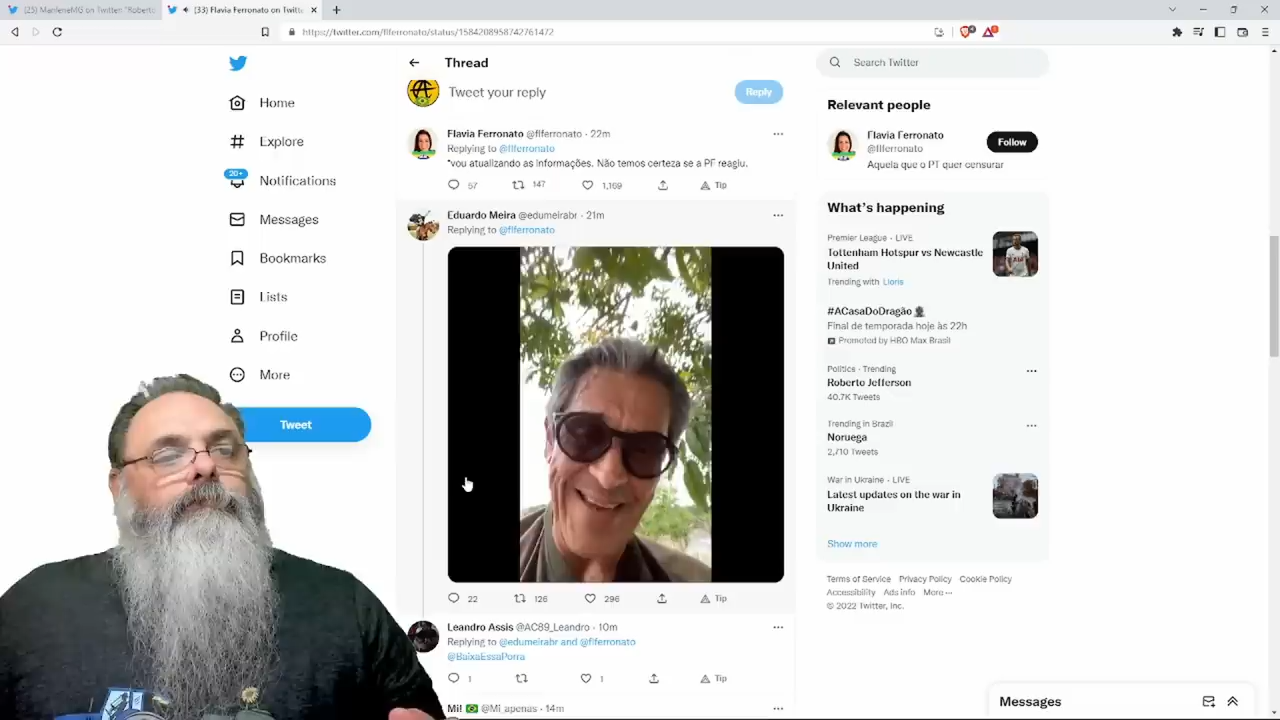 (25) MarleneMG on Twitter: "Roberto
(33) Flavia Ferronato on Twitte
https://twitter.com/flferronato/status/1584208958742761472
Home
Explore
20+
Notifications
Messages
Bookmarks
Lists
Profile
More
Tweet
Thread
Tweet your reply
Reply
Flavia Ferronato @flferronato · 22m
Replying to @flferronato
*vou atualizando as informações. Não temos certeza se a PF reagiu.
57 147 1,169 Tip
Eduardo Meira @edumeirabr · 21m
Replying to @flferronato
22 126 296 Tip
Leandro Assis @AC89_Leandro · 10m
Replying to @edumeirabr and @flferronato
@BaixaEssaPorra
1 1 Tip
Mi! @Mi_apenas · 14m
Search Twitter
Relevant people
Flavia Ferronato
@flferronato
Follow
Aquela que o PT quer censurar
What's happening
Premier League · LIVE
Tottenham Hotspur vs Newcastle
United
Trending with Lloris
#ACasaDoDragão
Final de temporada hoje às 22h
Promoted by HBO Max Brasil
Politics · Trending
Roberto Jefferson
40.7K Tweets
Trending in Brazil
Noruega
2,710 Tweets
War in Ukraine · LIVE
Latest updates on the war in
Ukraine
Show more
Terms of Service Privacy Policy Cookie Policy
Accessibility Ads info More ···
© 2022 Twitter, Inc.
Messages